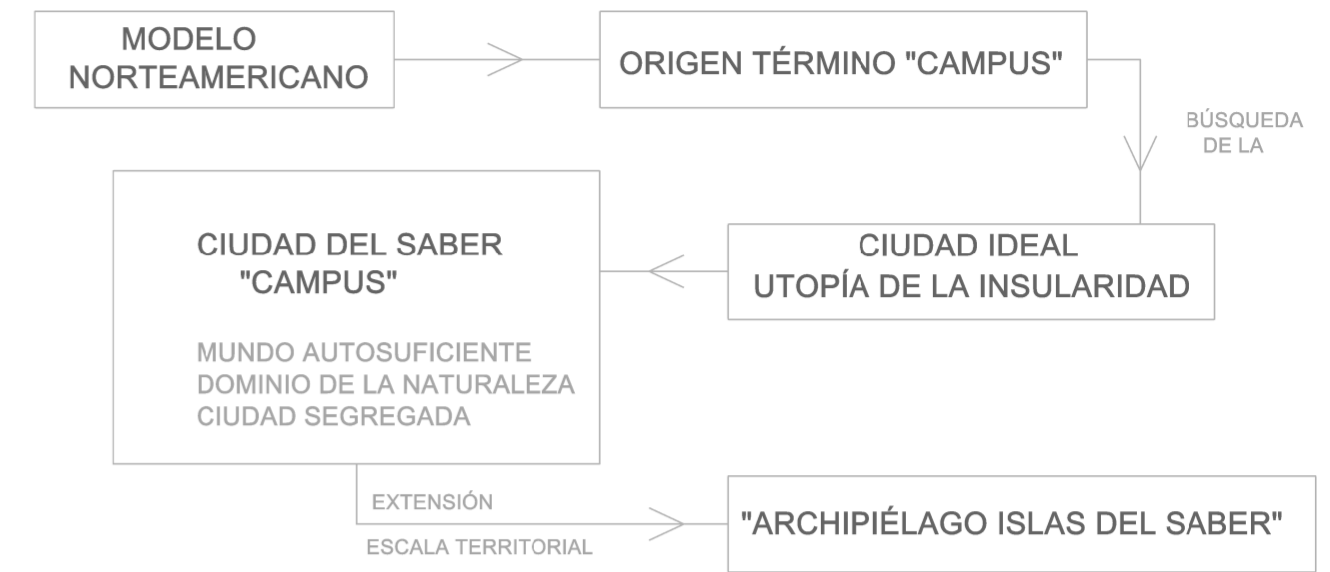 MODELO
NORTEAMERICANO
ORIGEN TÉRMINO "CAMPUS"
BÚSQUEDA
DE LA
CIUDAD IDEAL
UTOPÍA DE LA INSULARIDAD
CIUDAD DEL SABER
"CAMPUS"
MUNDO AUTOSUFICIENTE
DOMINIO DE LA NATURALEZA
CIUDAD SEGREGADA
EXTENSIÓN
ESCALA TERRITORIAL
"ARCHIPIÉLAGO ISLAS DEL SABER"